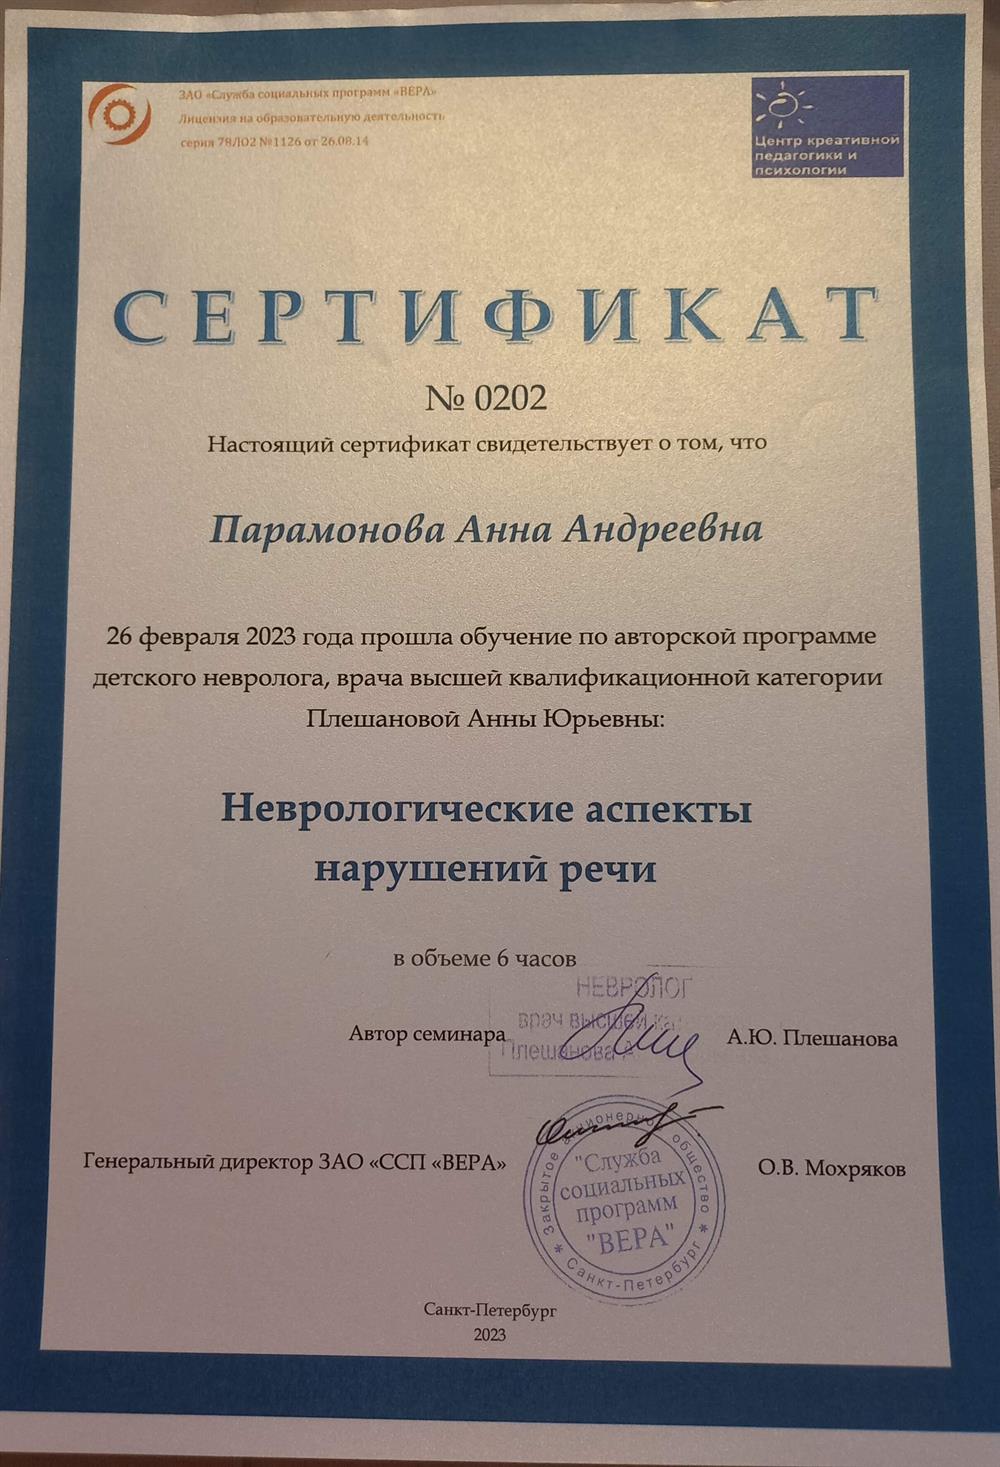 ЗАО «Служба социальных программ «ВЕРА»
Лицензия на образовательную деятельность
серия 78Л02 №1126 от 26.08.14
Центр креативной
педагогики и
психологии
СЕРТИФИКАТ
№ 0202
Настоящий сертификат свидетельствует о том, что
Парамонова Анна Андреевна
26 февраля 2023 года прошла обучение по авторской программе
детского невролога, врача высшей квалификационной категории
Плешановой Анны Юрьевны:
Неврологические аспекты
нарушений речи
в объеме 6 часов
НЕВРОЛОГ
врач высшей
Плешанова А
Автор семинара
А.Ю. Плешанова
Генеральный директор ЗАО «ССП «ВЕРА»
О.В. Мохряков
Закрытое акционерное общество
"Служба
социальных
программ
"ВЕРА"
* Санкт-Петербург *
Санкт-Петербург
2023